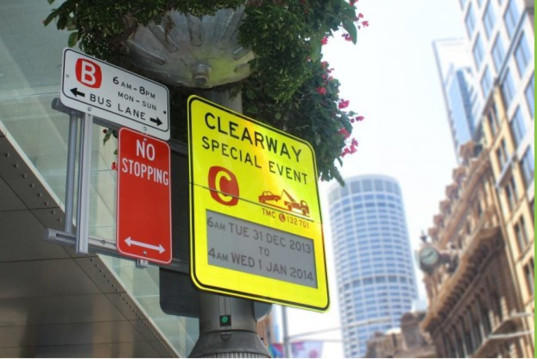 B
6AM-8PM
MON-SUN
BUS LANE
NO
STOPPING
CLEARWAY
SPECIAL EVENT
C
TMC 132 701
6AM TUE 31 DEC 2013
TO
4AM WED 1 JAN 2014